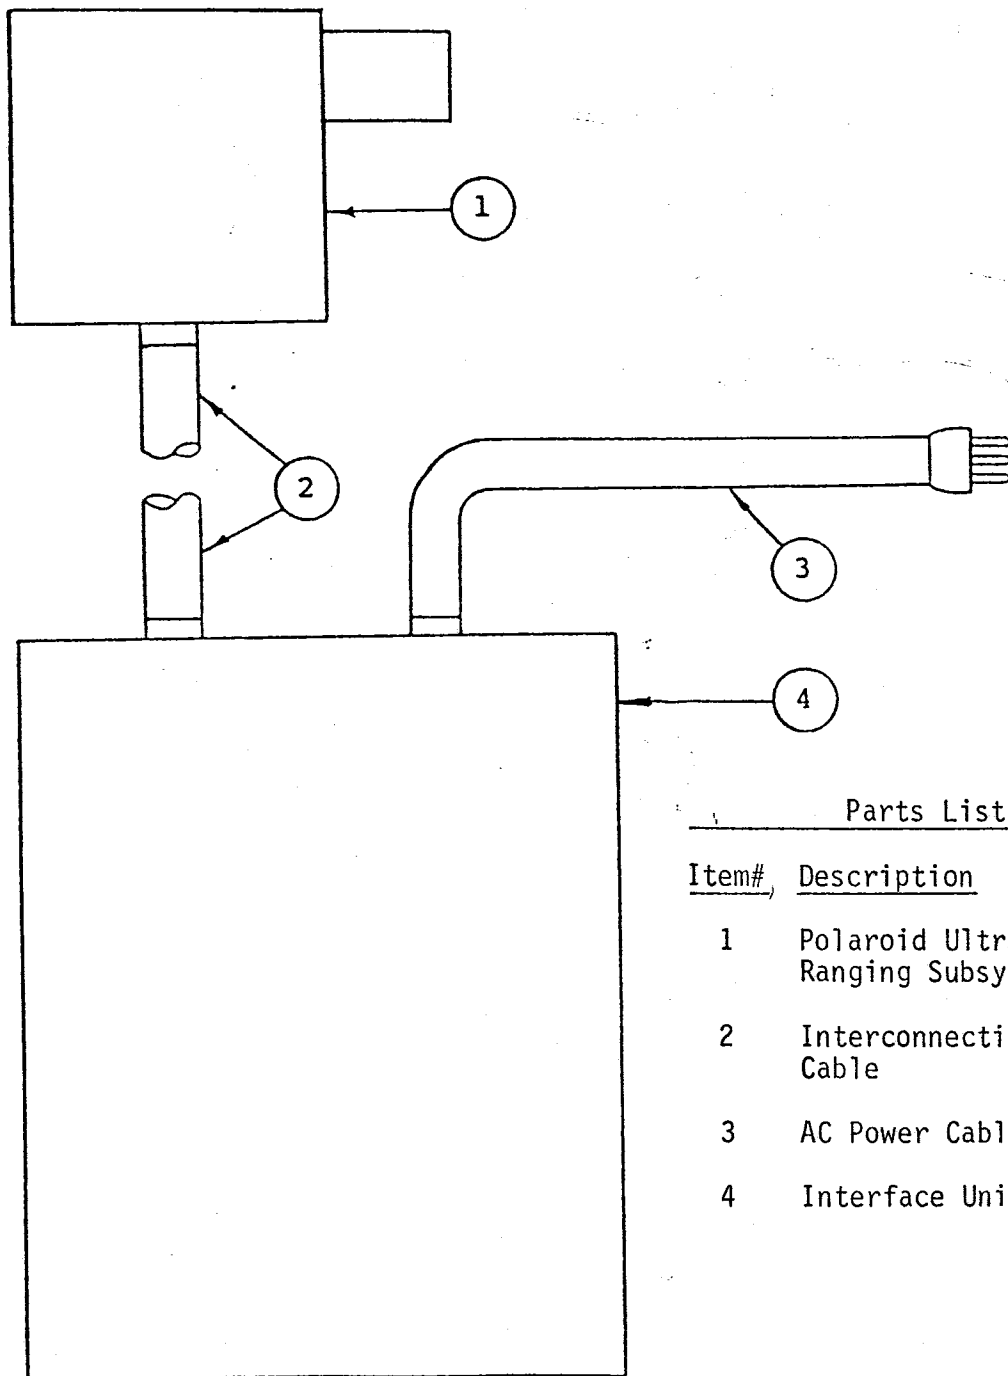 1
2
3
4
Parts List
Item# Description
1 Polaroid Ultr
Ranging Subsy
2 Interconnecti
Cable
3 AC Power Cabl
4 Interface Uni